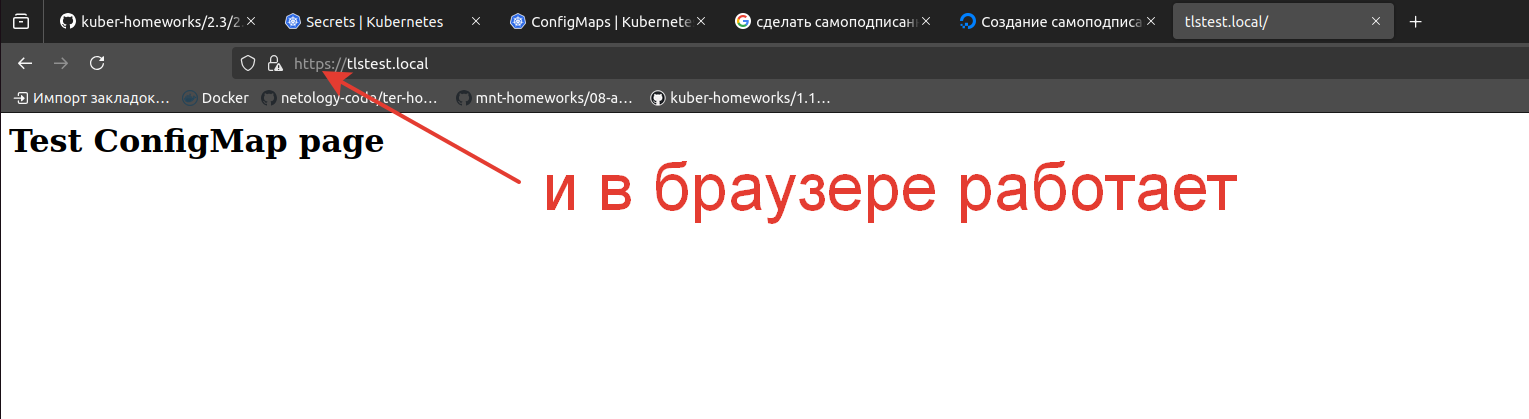 kuber-homeworks/2.3/2.
Secrets | Kubernetes
ConfigMaps | Kubernete
сделать самоподписан
Создание самоподписа
tlstest.local/
https://tlstest.local
Импорт закладок…
Docker
netology-code/ter-ho…
mnt-homeworks/08-a…
kuber-homeworks/1.1…
Test ConfigMap page
и в браузере работает